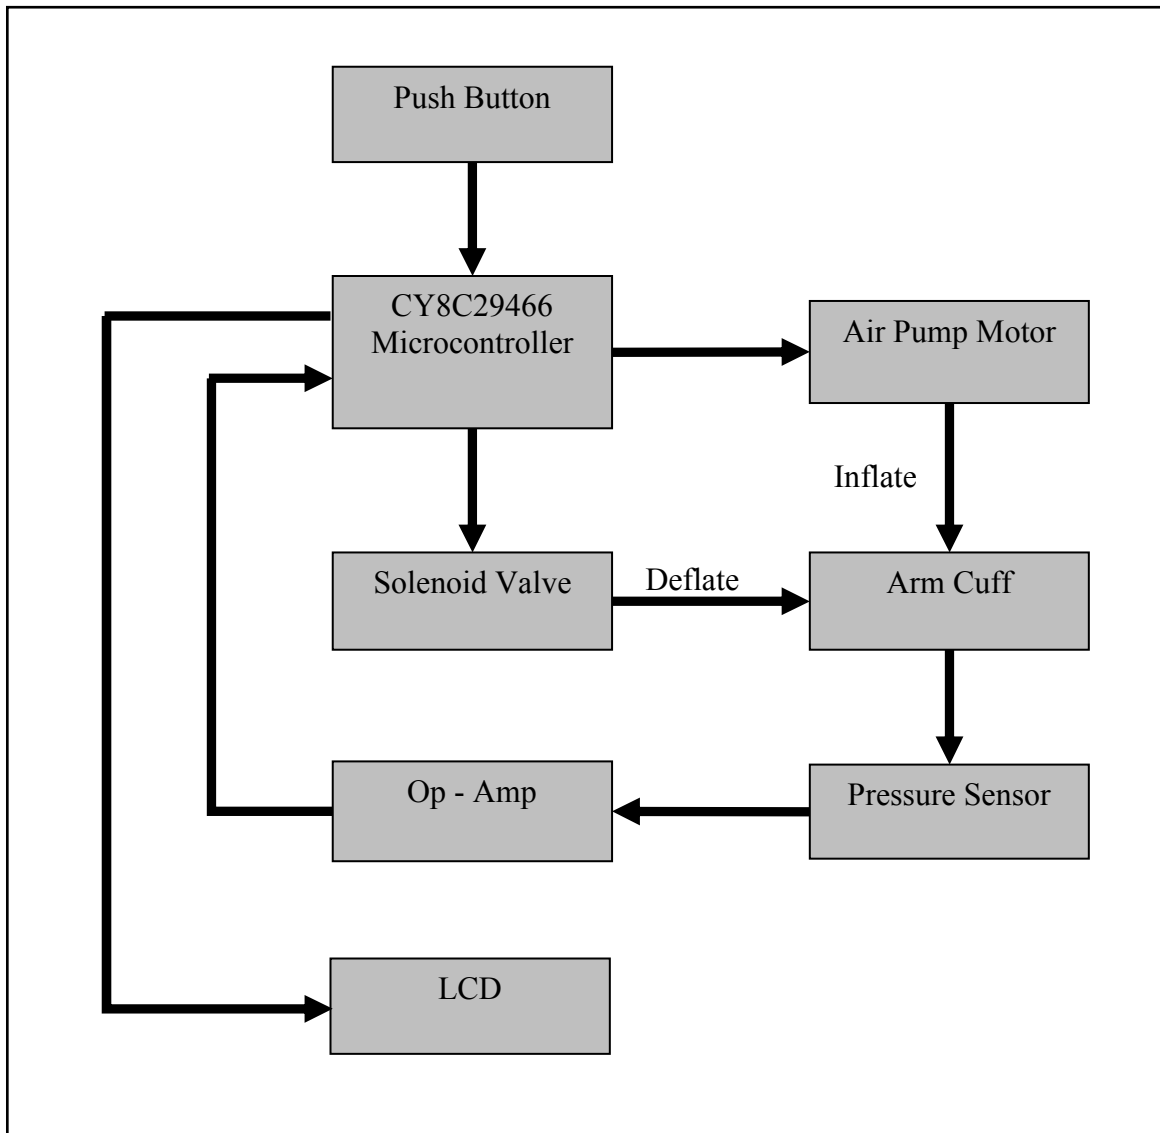 Push Button
CY8C29466
Microcontroller
Air Pump Motor
Inflate
Solenoid Valve
Deflate
Arm Cuff
Op - Amp
Pressure Sensor
LCD